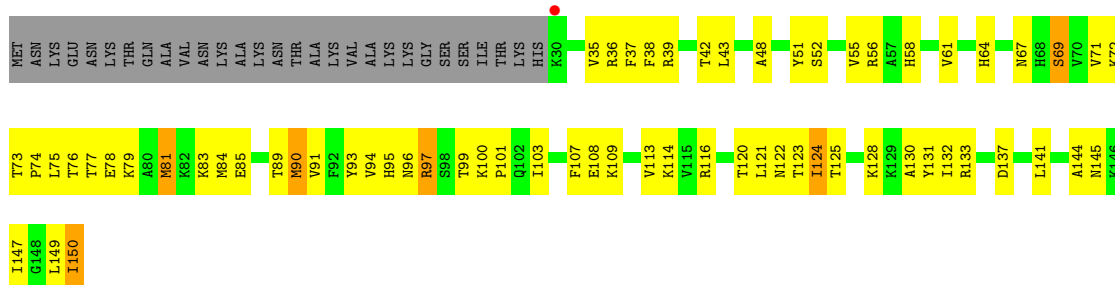 MET ASN LYS GLU ASN LYS THR GLN ALA VAL ASN LYS ALA LYS ASN THR ALA LYS VAL ALA LYS LYS GLY SER SER ILE THR LYS HIS K30 V35 R36 F37 F38 R39 T42 L43 A48 Y51 S52 V55 R56 A57 H58 V61 H64 N67 H68 S69 V70 V71 K72
T73 P74 L75 T76 T77 E78 K79 A80 M81 K82 K83 M84 E85 T89 M90 V91 F92 Y93 V94 H95 N96 R97 S98 T99 K100 P101 Q102 I103 F107 E108 K109 V113 K114 V115 R116 T120 L121 N122 T123 I124 T125 K128 K129 A130 Y131 I132 R133 D137 L141 A144 N145 K146
I147 G148 L149 I150